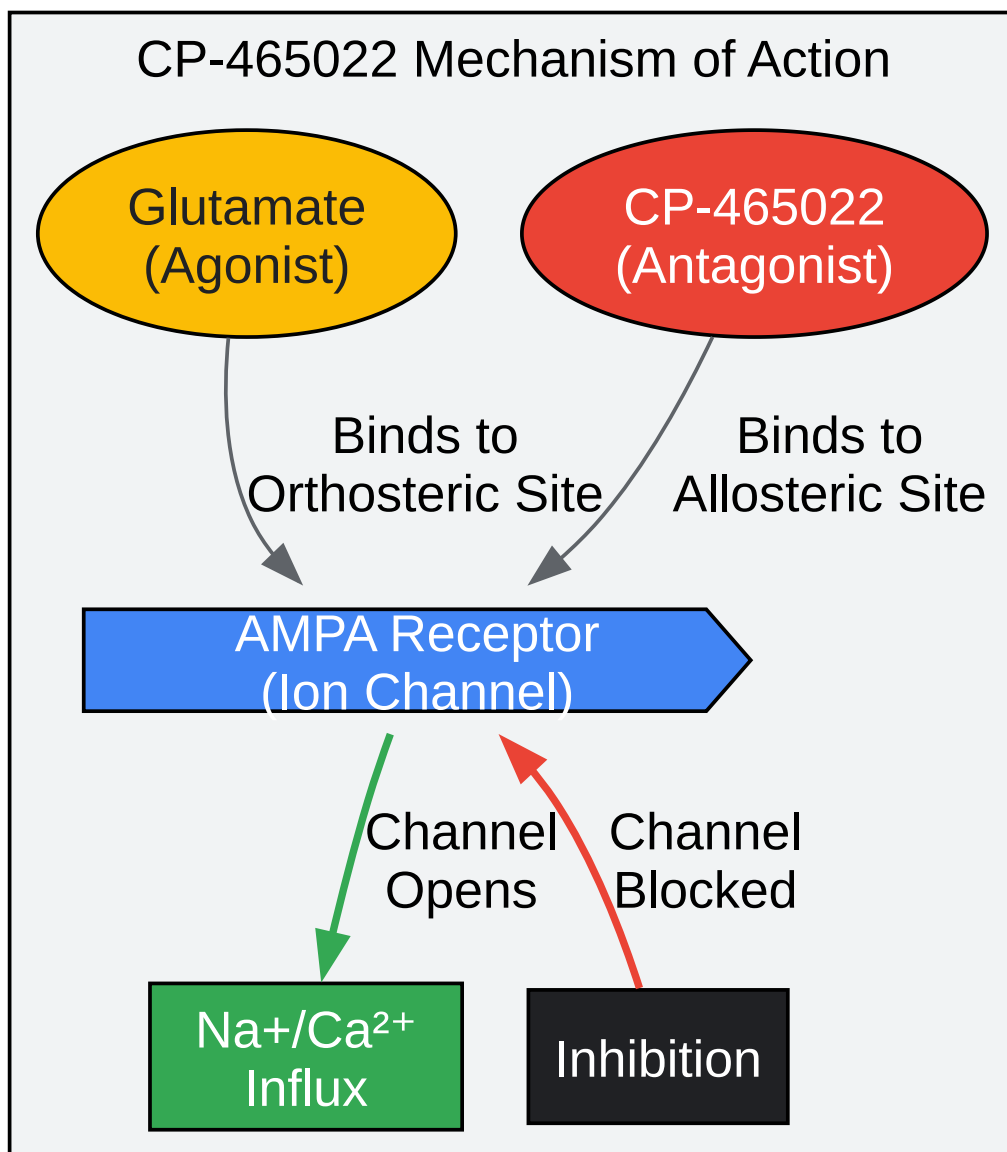 CP-465022 Mechanism of Action
Glutamate
(Agonist)
CP-465022
(Antagonist)
Binds to
Orthosteric Site
Binds to
Allosteric Site
AMPA Receptor
(Ion Channel)
Channel
Opens
Channel
Blocked
Na+/Ca²⁺
Influx
Inhibition